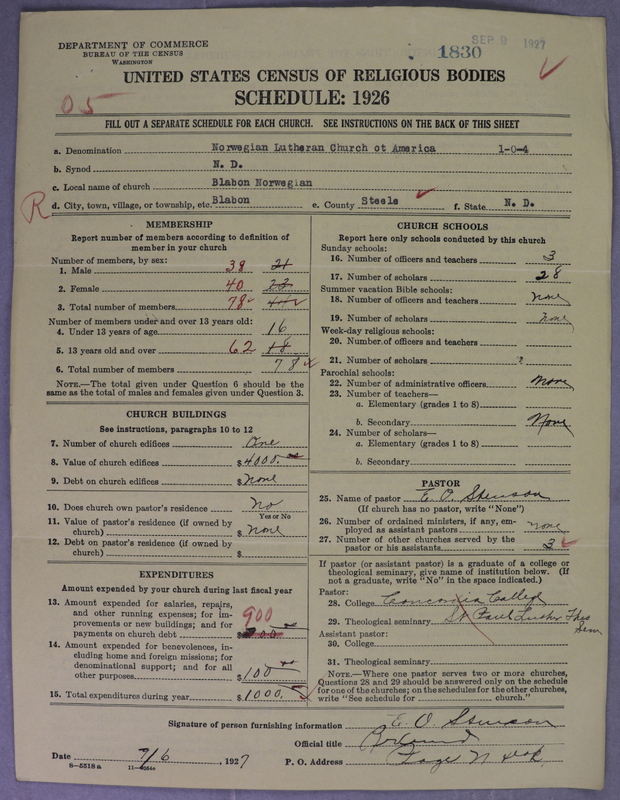 DEPARTMENT OF COMMERCE
BUREAU OF THE CENSUS
WASHINGTON
SEP 9 1927
1830
UNITED STATES CENSUS OF RELIGIOUS BODIES
SCHEDULE: 1926
05
FILL OUT A SEPARATE SCHEDULE FOR EACH CHURCH. SEE INSTRUCTIONS ON THE BACK OF THIS SHEET
a. Denomination Norwegian Lutheran Church ot America 1-0-4
b. Synod N. D.
c. Local name of church Blabon Norwegian
R d. City, town, village, or township, etc. Blabon e. County Steele f. State N. D.
MEMBERSHIP
Report number of members according to definition of member in your church
Number of members, by sex:
1. Male 38 21
2. Female 40 23
3. Total number of members 78
Number of members under and over 13 years old:
4. Under 13 years of age 16
5. 13 years old and over 62 18
6. Total number of members 78
NOTE.—The total given under Question 6 should be the same as the total of males and females given under Question 3.
CHURCH BUILDINGS
See instructions, paragraphs 10 to 12
7. Number of church edifices One
8. Value of church edifices $4000.
9. Debt on church edifices $ None
10. Does church own pastor's residence No
Yes or No
11. Value of pastor's residence (if owned by church) $ None
12. Debt on pastor's residence (if owned by church) $
EXPENDITURES
Amount expended by your church during last fiscal year
13. Amount expended for salaries, repairs, and other running expenses; for improvements or new buildings; and for payments on church debt $ 900
14. Amount expended for benevolences, including home and foreign missions; for denominational support; and for all other purposes $ 100
15. Total expenditures during year $1000.
CHURCH SCHOOLS
Report here only schools conducted by this church
Sunday schools:
16. Number of officers and teachers 3
17. Number of scholars 28
Summer vacation Bible schools:
18. Number of officers and teachers none
19. Number of scholars none
Week-day religious schools:
20. Number of officers and teachers
21. Number of scholars ?
Parochial schools:
22. Number of administrative officers None
23. Number of teachers—
a. Elementary (grades 1 to 8)
b. Secondary None
24. Number of scholars—
a. Elementary (grades 1 to 8)
b. Secondary
PASTOR
25. Name of pastor E. O. Stenson
(If church has no pastor, write "None")
26. Number of ordained ministers, if any, employed as assistant pastors none
27. Number of other churches served by the pastor or his assistants 3
If pastor (or assistant pastor) is a graduate of a college or theological seminary, give name of institution below. (If not a graduate, write "No" in the space indicated.)
Pastor:
28. College Concordia College
29. Theological seminary St Paul Luther Theo Sem
Assistant pastor:
30. College
31. Theological seminary
NOTE.—Where one pastor serves two or more churches, Questions 28 and 29 should be answered only on the schedule for one of the churches; on the schedules for the other churches, write "See schedule for church."
Signature of person furnishing information E. O. Stenson
Official title
Date 9/6, 1927 P. O. Address Page N Dak.
8-5518 a